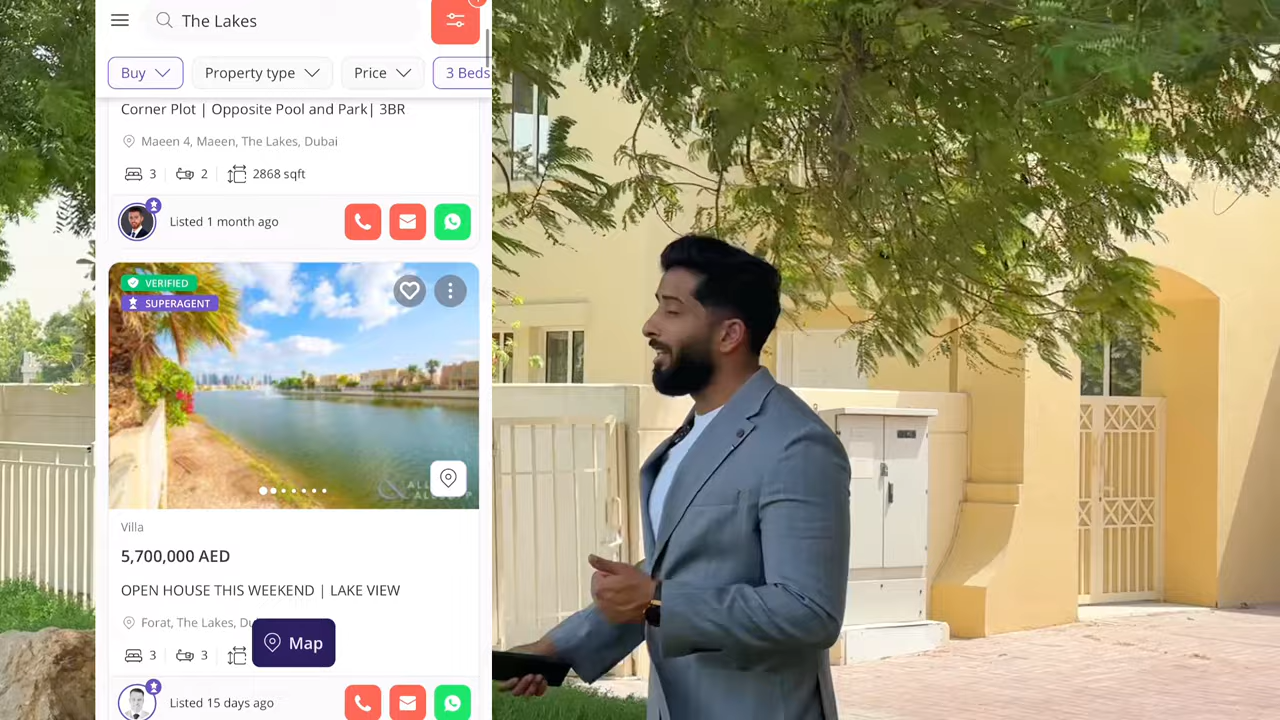 The Lakes
Buy
Property type
Price
3 Beds
Corner Plot | Opposite Pool and Park| 3BR
Maeen 4, Maeen, The Lakes, Dubai
3
2
2868 sqft
Listed 1 month ago
VERIFIED
SUPERAGENT
Villa
5,700,000 AED
OPEN HOUSE THIS WEEKEND | LAKE VIEW
Forat, The Lakes,
Map
3
3
Listed 15 days ago